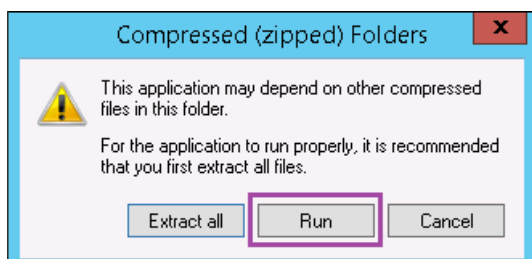 Compressed (zipped) Folders
x
This application may depend on other compressed
files in this folder.
For the application to run properly, it is recommended
that you first extract all files.
Extract all Run Cancel